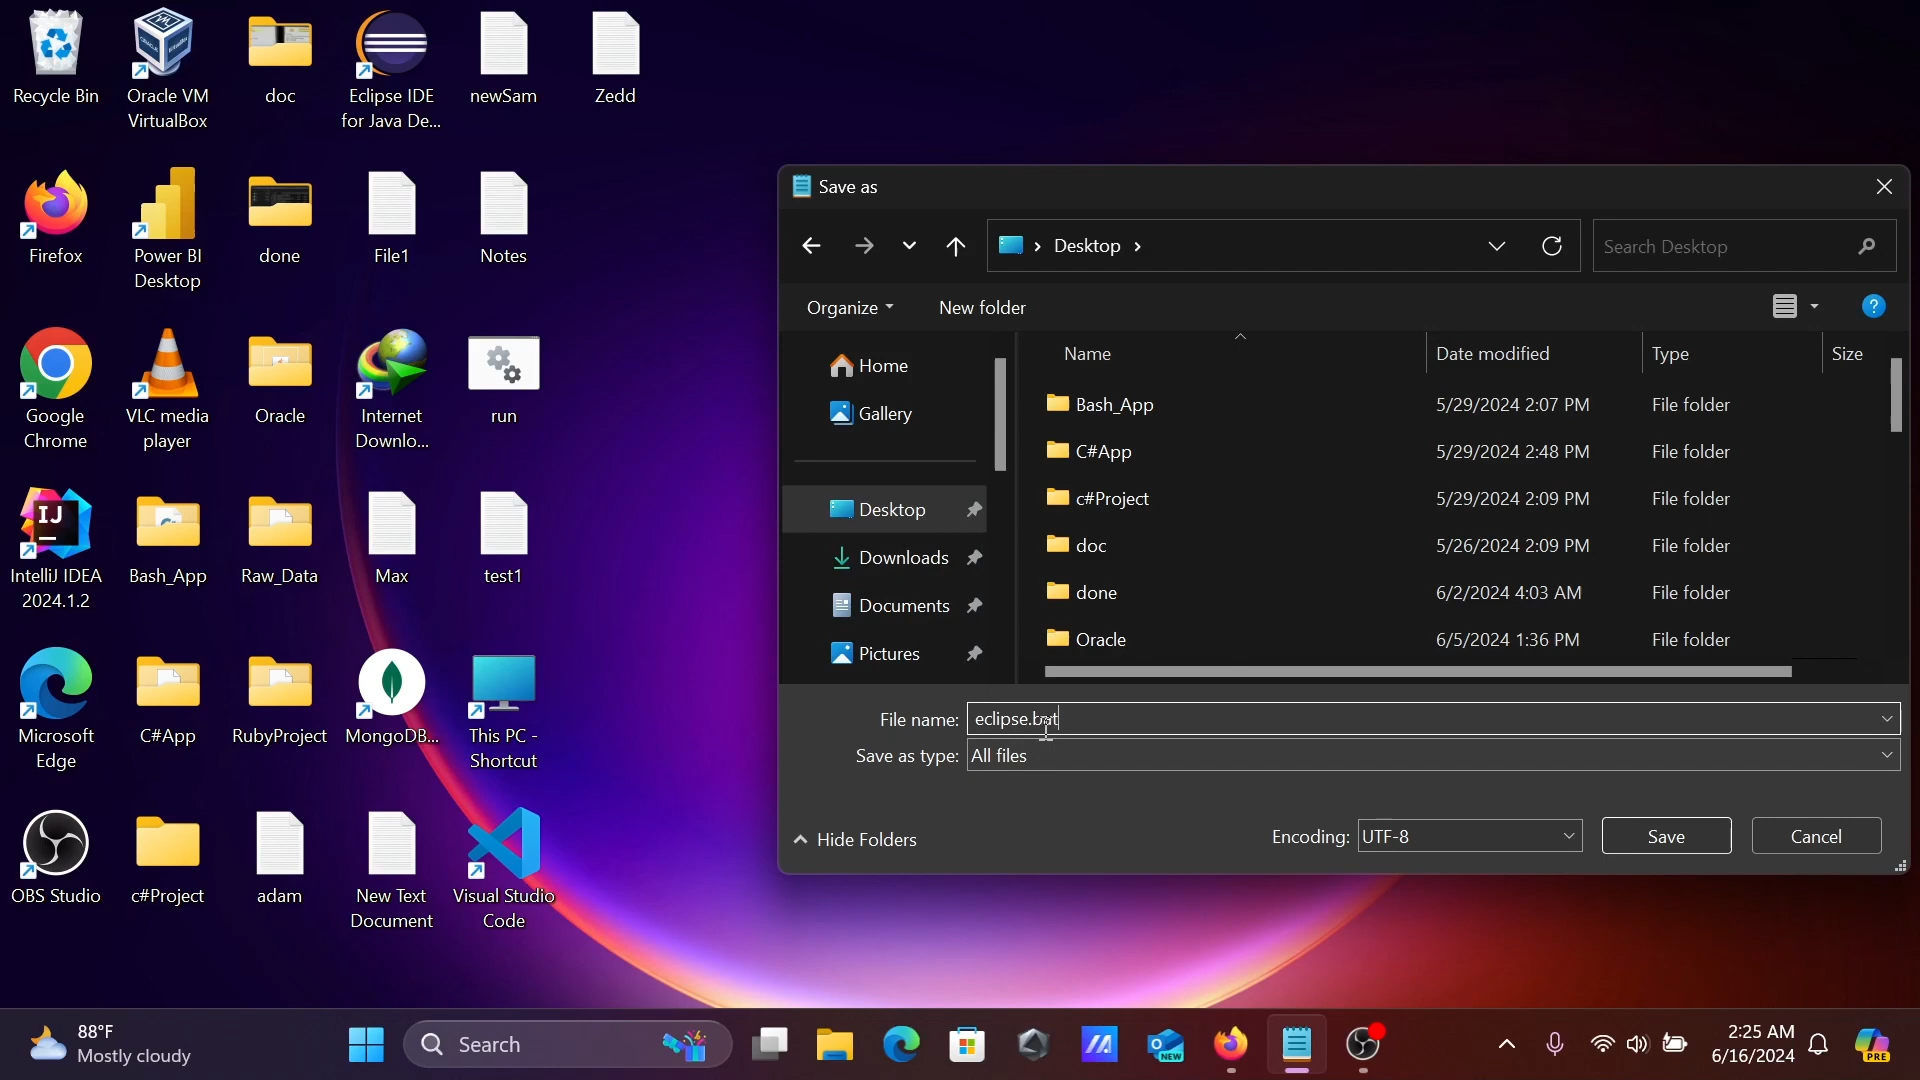 Recycle Bin
Oracle VM
VirtualBox
doc
Eclipse IDE
for Java De...
newSam
Zedd
Firefox
Power BI
Desktop
done
File1
Notes
Google
Chrome
VLC media
player
Oracle
Internet
Downlo...
run
IJ
IntelliJ IDEA
2024.1.2
Bash_App
Raw_Data
Max
test1
Microsoft
Edge
C#App
RubyProject
MongoDB...
This PC -
Shortcut
OBS Studio
c#Project
adam
New Text
Document
Visual Studio
Code
Save as
Desktop
Search Desktop
Organize
New folder
Home
Gallery
Desktop
Downloads
Documents
Pictures
Name Date modified Type Size
Bash_App 5/29/2024 2:07 PM File folder
C#App 5/29/2024 2:48 PM File folder
c#Project 5/29/2024 2:09 PM File folder
doc 5/26/2024 2:09 PM File folder
done 6/2/2024 4:03 AM File folder
Oracle 6/5/2024 1:36 PM File folder
File name: eclipse.bat
Save as type: All files
Hide Folders
Encoding: UTF-8
Save
Cancel
88°F
Mostly cloudy
Search
NEW
2:25 AM
6/16/2024
PRE